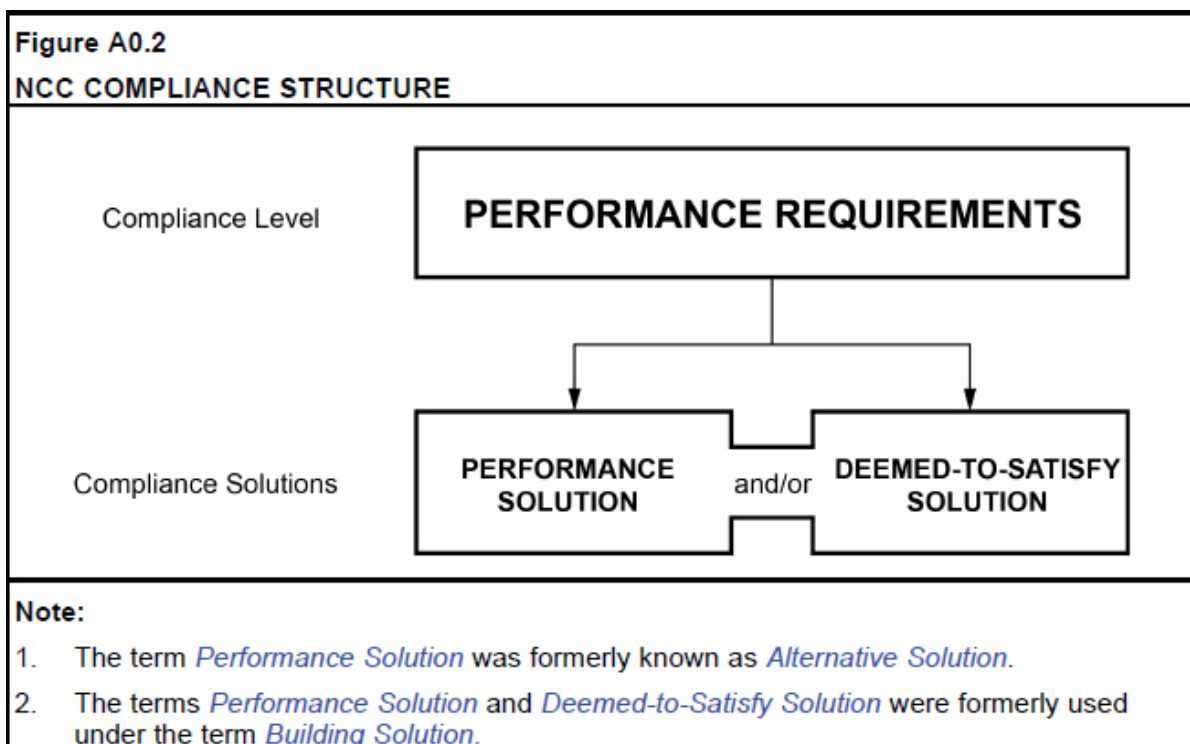 Figure A0.2
NCC COMPLIANCE STRUCTURE
Compliance Level
PERFORMANCE REQUIREMENTS
Compliance Solutions
PERFORMANCE
SOLUTION
and/or
DEEMED-TO-SATISFY
SOLUTION
Note:
1. The term Performance Solution was formerly known as Alternative Solution.
2. The terms Performance Solution and Deemed-to-Satisfy Solution were formerly used
under the term Building Solution.